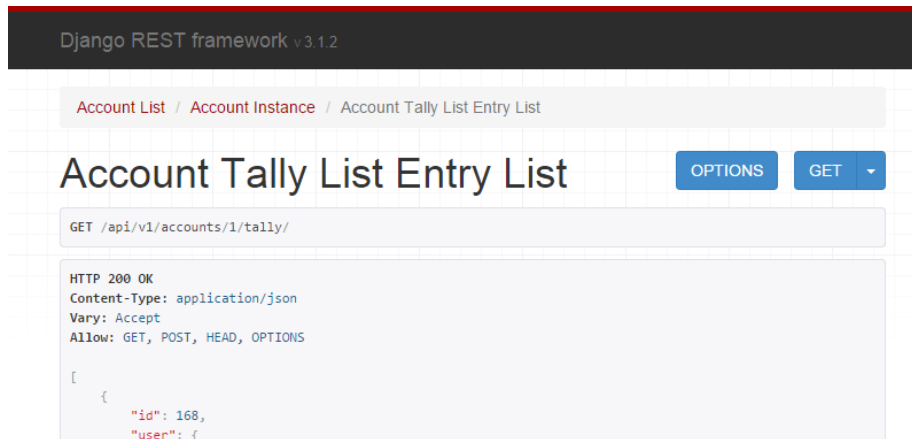 Django REST framework v 3.1.2
Account List / Account Instance / Account Tally List Entry List
Account Tally List Entry List OPTIONS GET
GET /api/v1/accounts/1/tally/
HTTP 200 OK
Content-Type: application/json
Vary: Accept
Allow: GET, POST, HEAD, OPTIONS
[
{
"id": 168,
"user": {